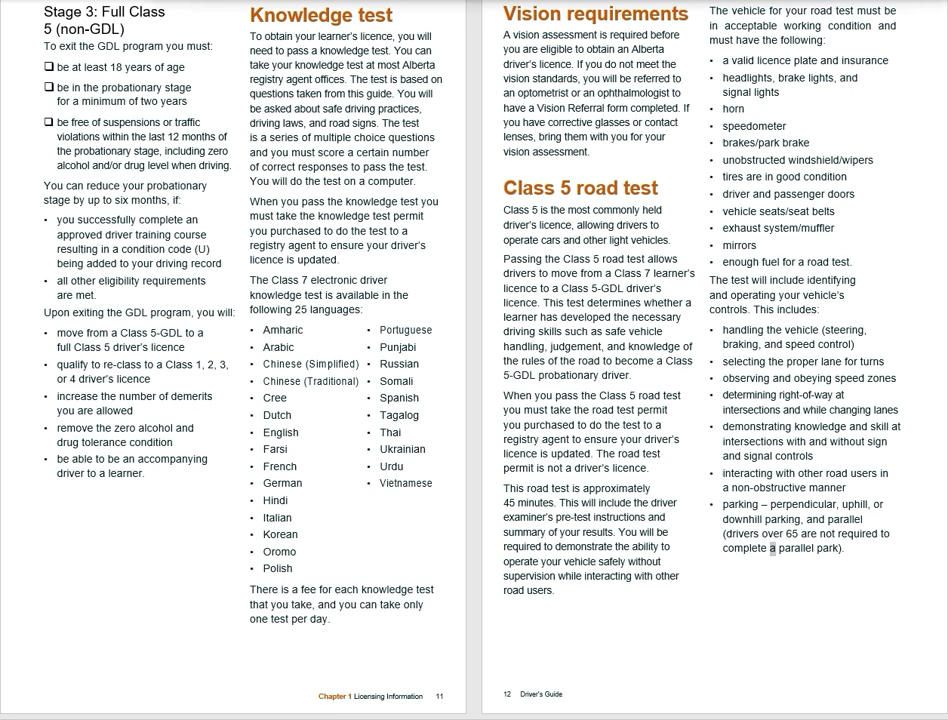 Stage 3: Full Class
5 (non-GDL)
To exit the GDL program you must:
❑ be at least 18 years of age
❑ be in the probationary stage
for a minimum of two years
❑ be free of suspensions or traffic
violations within the last 12 months of
the probationary stage, including zero
alcohol and/or drug level when driving.
You can reduce your probationary
stage by up to six months, if:
• you successfully complete an
approved driver training course
resulting in a condition code (U)
being added to your driving record
• all other eligibility requirements
are met.
Upon exiting the GDL program, you will:
• move from a Class 5-GDL to a
full Class 5 driver's licence
• qualify to re-class to a Class 1, 2, 3,
or 4 driver's licence
• increase the number of demerits
you are allowed
• remove the zero alcohol and
drug tolerance condition
• be able to be an accompanying
driver to a learner.
Knowledge test
To obtain your learner's licence, you will
need to pass a knowledge test. You can
take your knowledge test at most Alberta
registry agent offices. The test is based on
questions taken from this guide. You will
be asked about safe driving practices,
driving laws, and road signs. The test
is a series of multiple choice questions
and you must score a certain number
of correct responses to pass the test.
You will do the test on a computer.
When you pass the knowledge test you
must take the knowledge test permit
you purchased to do the test to a
registry agent to ensure your driver's
licence is updated.
The Class 7 electronic driver
knowledge test is available in the
following 25 languages:
• Amharic
• Arabic
• Chinese (Simplified)
• Chinese (Traditional)
• Cree
• Dutch
• English
• Farsi
• French
• German
• Hindi
• Italian
• Korean
• Oromo
• Polish
• Portuguese
• Punjabi
• Russian
• Somali
• Spanish
• Tagalog
• Thai
• Ukrainian
• Urdu
• Vietnamese
There is a fee for each knowledge test
that you take, and you can take only
one test per day.
Chapter 1 Licensing Information 11
Vision requirements
A vision assessment is required before
you are eligible to obtain an Alberta
driver's licence. If you do not meet the
vision standards, you will be referred to
an optometrist or an ophthalmologist to
have a Vision Referral form completed. If
you have corrective glasses or contact
lenses, bring them with you for your
vision assessment.
Class 5 road test
Class 5 is the most commonly held
driver's licence, allowing drivers to
operate cars and other light vehicles.
Passing the Class 5 road test allows
drivers to move from a Class 7 learner's
licence to a Class 5-GDL driver's
licence. This test determines whether a
learner has developed the necessary
driving skills such as safe vehicle
handling, judgement, and knowledge of
the rules of the road to become a Class
5-GDL probationary driver.
When you pass the Class 5 road test
you must take the road test permit
you purchased to do the test to a
registry agent to ensure your driver's
licence is updated. The road test
permit is not a driver's licence.
This road test is approximately
45 minutes. This will include the driver
examiner's pre-test instructions and
summary of your results. You will be
required to demonstrate the ability to
operate your vehicle safely without
supervision while interacting with other
road users.
The vehicle for your road test must be
in acceptable working condition and
must have the following:
• a valid licence plate and insurance
• headlights, brake lights, and
signal lights
• horn
• speedometer
• brakes/park brake
• unobstructed windshield/wipers
• tires are in good condition
• driver and passenger doors
• vehicle seats/seat belts
• exhaust system/muffler
• mirrors
• enough fuel for a road test.
The test will include identifying
and operating your vehicle's
controls. This includes:
• handling the vehicle (steering,
braking, and speed control)
• selecting the proper lane for turns
• observing and obeying speed zones
• determining right-of-way at
intersections and while changing lanes
• demonstrating knowledge and skill at
intersections with and without sign
and signal controls
• interacting with other road users in
a non-obstructive manner
• parking – perpendicular, uphill, or
downhill parking, and parallel
(drivers over 65 are not required to
complete a parallel park).
12 Driver's Guide